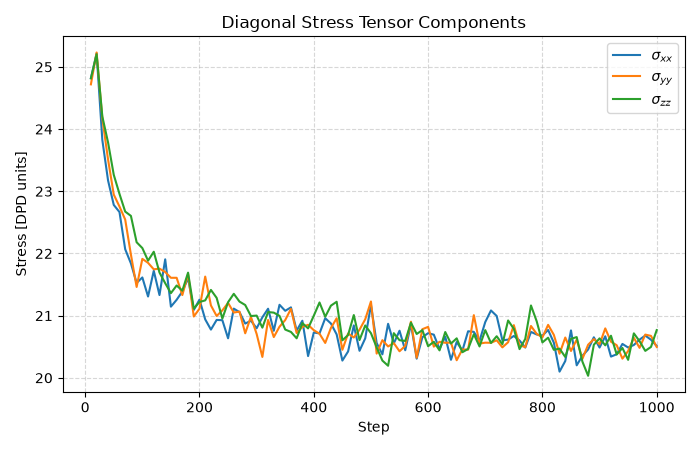 Diagonal Stress Tensor Components
σxx
σyy
σzz
Stress [DPD units]
25
24
23
22
21
20
0 200 400 600 800 1000
Step